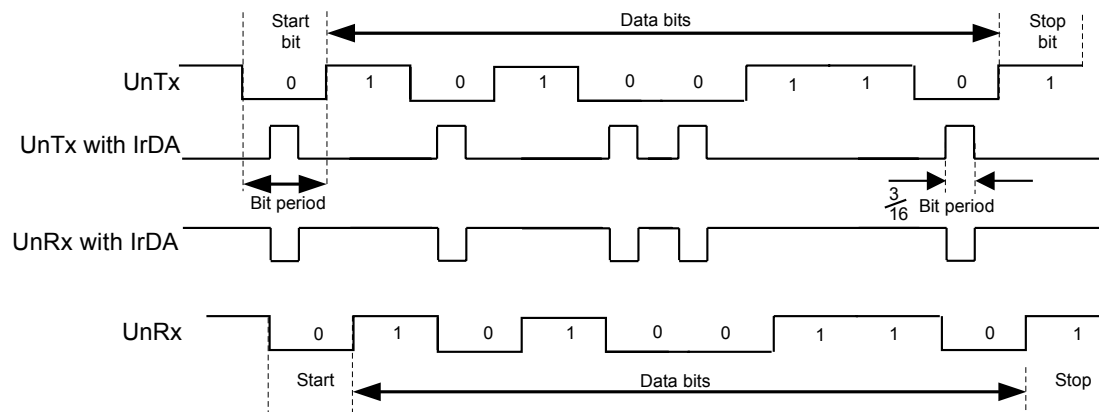 Start bit
Data bits
Stop bit
UnTx
0 1 0 1 0 0 1 1 0 1
UnTx with IrDA
Bit period
3/16 Bit period
UnRx with IrDA
UnRx
0 1 0 1 0 0 1 1 0 1
Start
Data bits
Stop